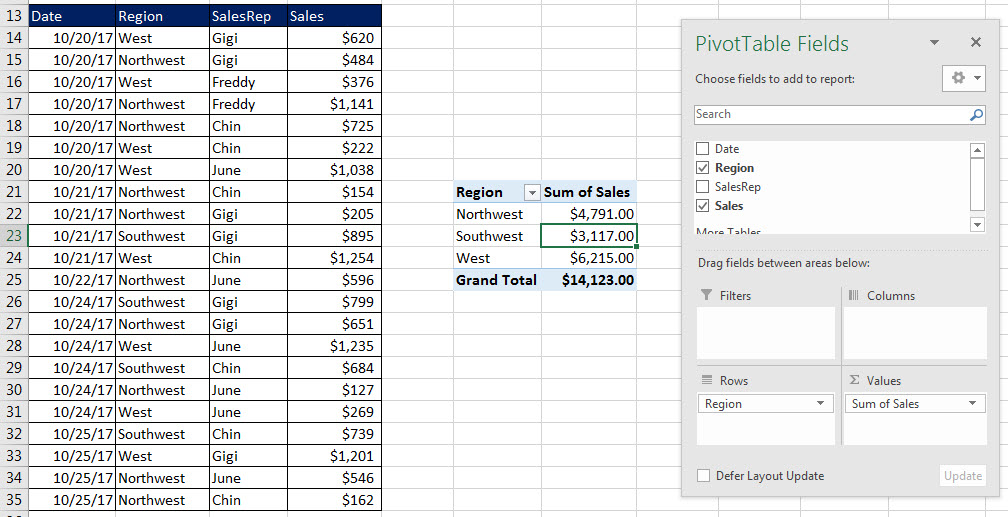 13 Date Region SalesRep Sales
14 10/20/17 West Gigi $620
15 10/20/17 Northwest Gigi $484
16 10/20/17 West Freddy $376
17 10/20/17 Northwest Freddy $1,141
18 10/20/17 Northwest Chin $725
19 10/20/17 West Chin $222
20 10/20/17 West June $1,038
21 10/21/17 Northwest Chin $154
22 10/21/17 Northwest Gigi $205
23 10/21/17 Southwest Gigi $895
24 10/21/17 West Chin $1,254
25 10/22/17 Northwest June $596
26 10/24/17 Southwest Gigi $799
27 10/24/17 Northwest Gigi $651
28 10/24/17 West June $1,235
29 10/24/17 Southwest Chin $684
30 10/24/17 Northwest June $127
31 10/24/17 West June $269
32 10/25/17 Southwest Chin $739
33 10/25/17 West Gigi $1,201
34 10/25/17 Northwest June $546
35 10/25/17 Northwest Chin $162
Region Sum of Sales
Northwest $4,791.00
Southwest $3,117.00
West $6,215.00
Grand Total $14,123.00
PivotTable Fields
Choose fields to add to report:
Search
Date
Region
SalesRep
Sales
More Tables
Drag fields between areas below:
Filters
Columns
Rows
Σ Values
Region
Sum of Sales
Defer Layout Update
Update